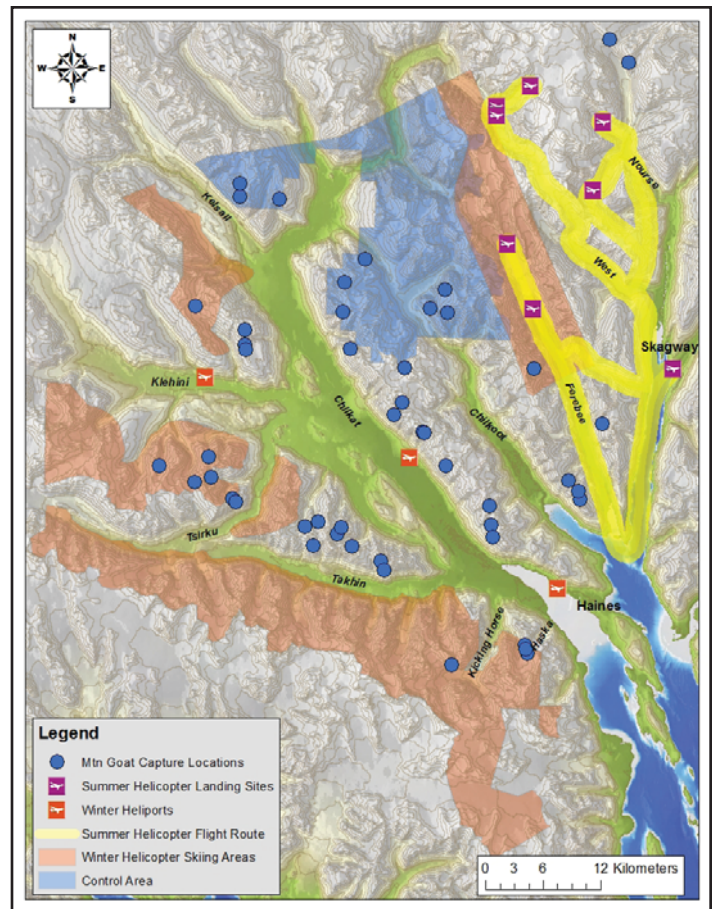 N
W E
S
Kelsall
Nourse
West
Skagway
Klehini
Chilkat
Chilkoot
Ferebee
Tsirku
Takhin
Haines
Kicking Horse
Haska
Legend
Mtn Goat Capture Locations
Summer Helicopter Landing Sites
Winter Heliports
Summer Helicopter Flight Route
Winter Helicopter Skiing Areas
Control Area
0 3 6 12 Kilometers